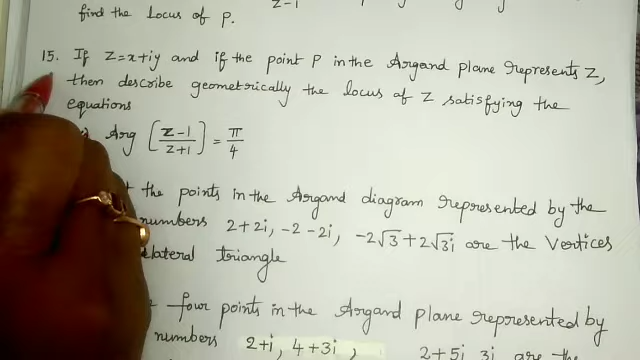 find the locus of P. z-1
15. If z=x+iy and if the point P in the Argand plane represents z,
then describe geometrically the locus of z satisfying the
equations
Arg [z-1/z+1] = π/4
the points in the Argand diagram represented by the
numbers 2+2i, -2-2i, -2√3+2√3i are the vertices
lateral triangle
four points in the Argand plane represented by
numbers 2+i, 4+3i, 2+5i, 3i are the